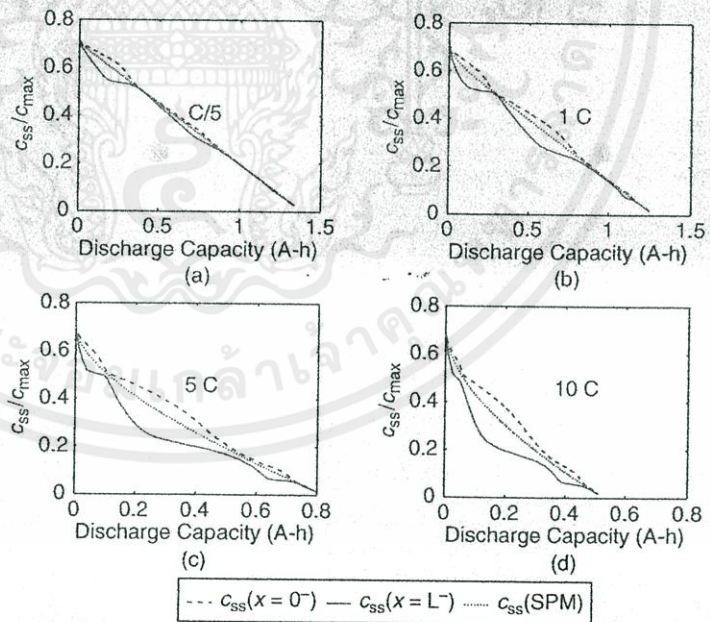 0.8
0.6
0.4
0.2
0
c_ss/c_max
C/5
0 0.5 1 1.5
Discharge Capacity (A-h)
(a)
0.8
0.6
0.4
0.2
0
c_ss/c_max
1 C
0 0.5 1 1.5
Discharge Capacity (A-h)
(b)
0.8
0.6
0.4
0.2
0
c_ss/c_max
5 C
0 0.2 0.4 0.6 0.8
Discharge Capacity (A-h)
(c)
0.8
0.6
0.4
0.2
0
c_ss/c_max
10 C
0 0.2 0.4 0.6 0.8
Discharge Capacity (A-h)
(d)
c_ss(x = 0⁻) c_ss(x = L⁻) c_ss(SPM)